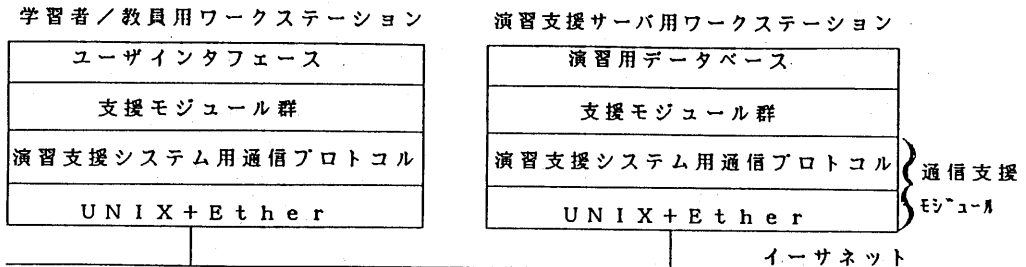 学習者／教員用ワークステーション
ユーザインタフェース
支援モジュール群
演習支援システム用通信プロトコル
UNIX+Ether
演習支援サーバ用ワークステーション
演習用データベース
支援モジュール群
演習支援システム用通信プロトコル
UNIX+Ether
通信支援
ﾓｼﾞｭｰﾙ
イーサネット